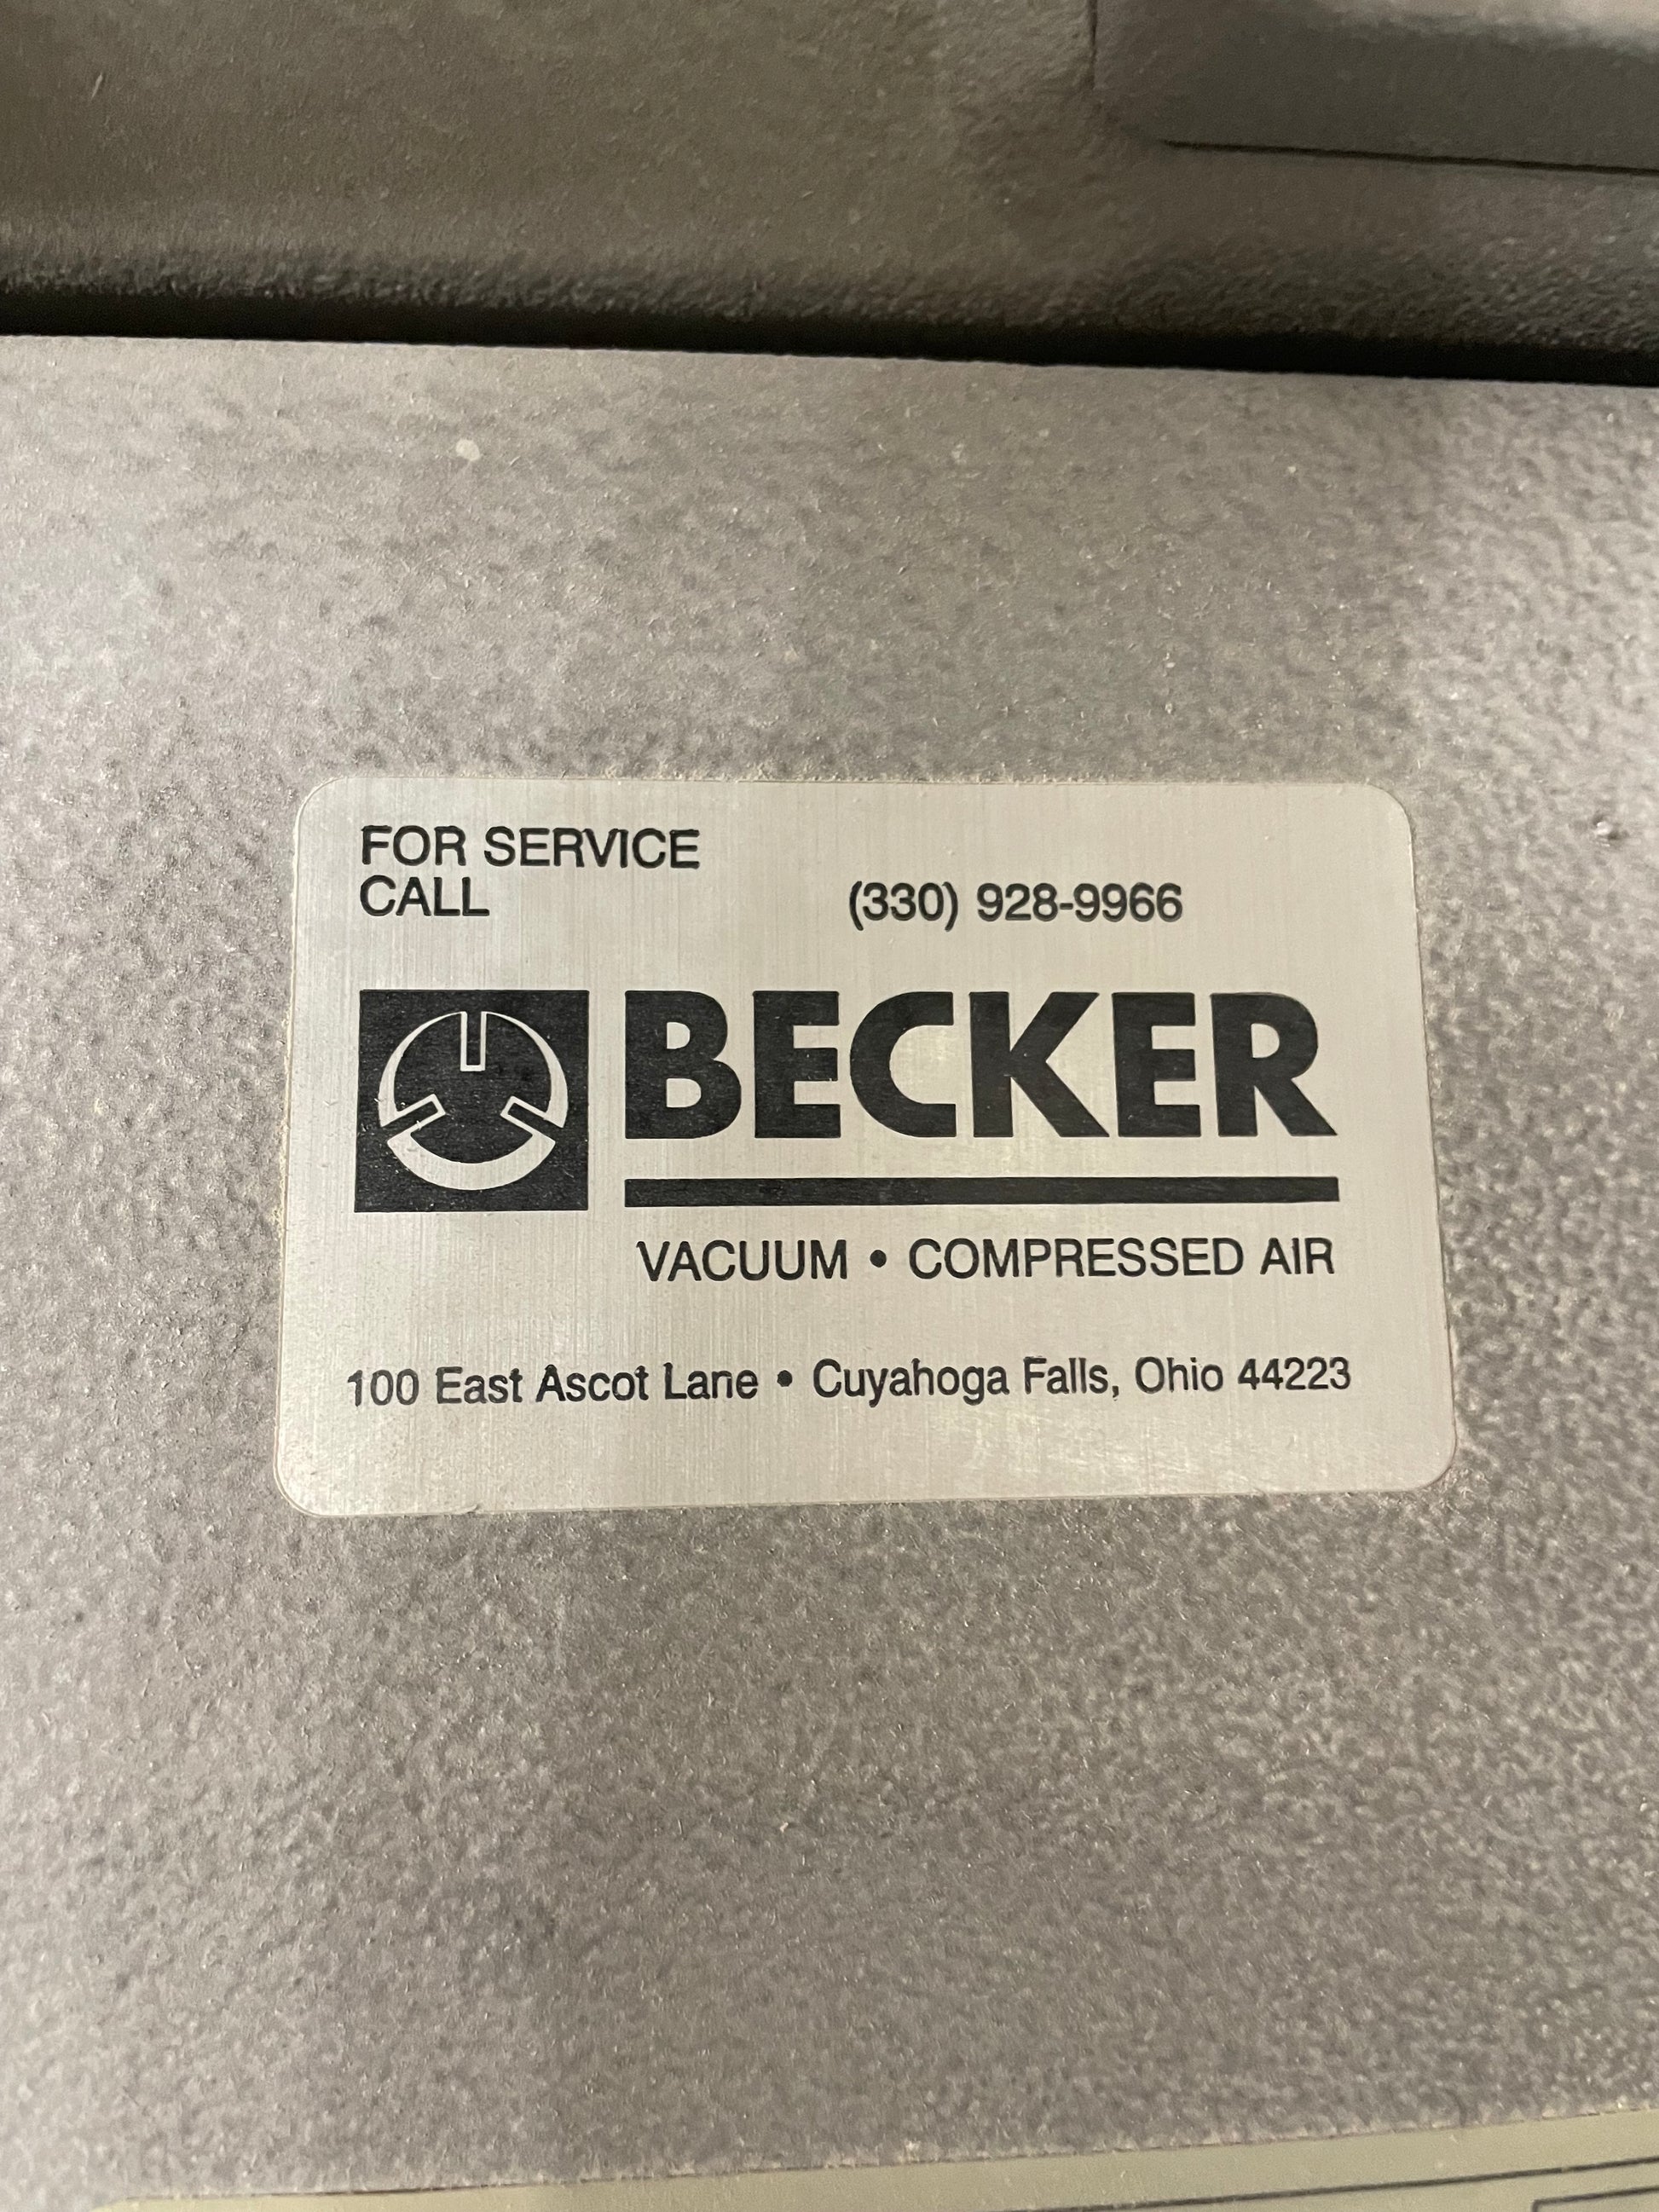 FOR SERVICE
CALL (330) 928-9966
BECKER
VACUUM • COMPRESSED AIR
100 East Ascot Lane • Cuyahoga Falls, Ohio 44223